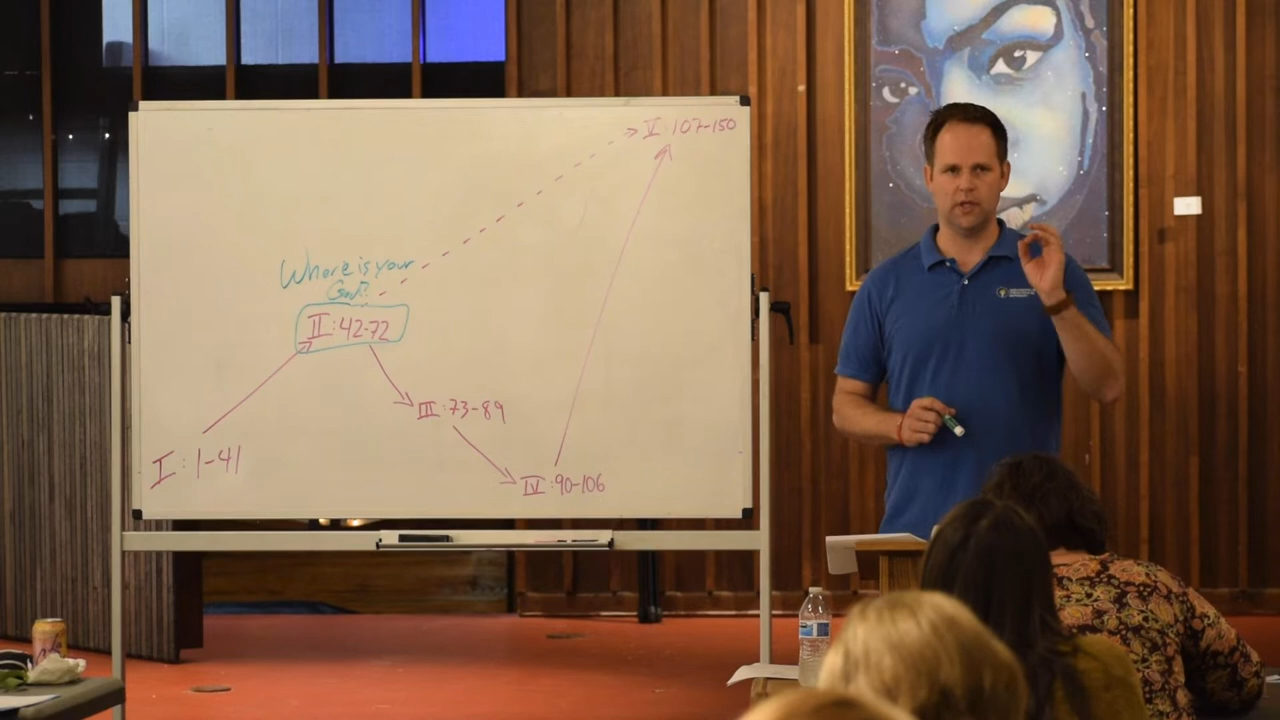 V: 107-150
Where is your
God?
II: 42-72
III: 73-89
I: 1-41
IV: 90-106